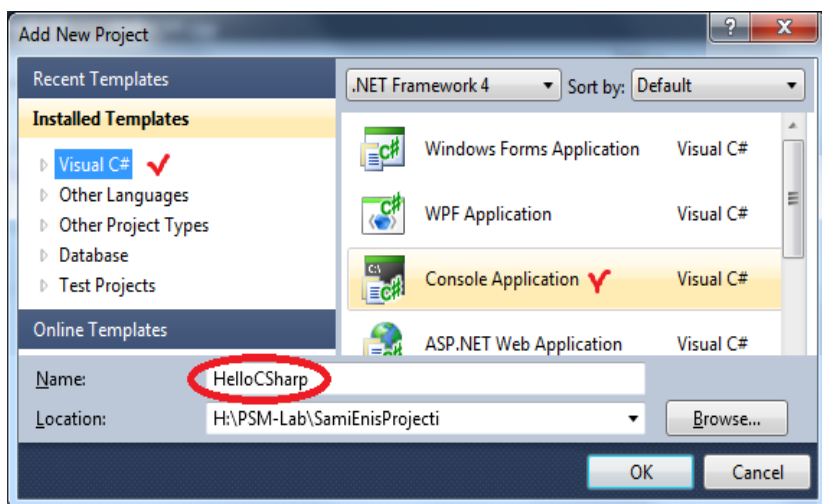 Add New Project
Recent Templates
Installed Templates
Visual C#
Other Languages
Other Project Types
Database
Test Projects
Online Templates
.NET Framework 4 Sort by: Default
Windows Forms Application Visual C#
WPF Application Visual C#
Console Application Visual C#
ASP.NET Web Application Visual C#
Name: HelloCSharp
Location: H:\PSM-Lab\SamiEnisProjecti
Browse...
OK Cancel